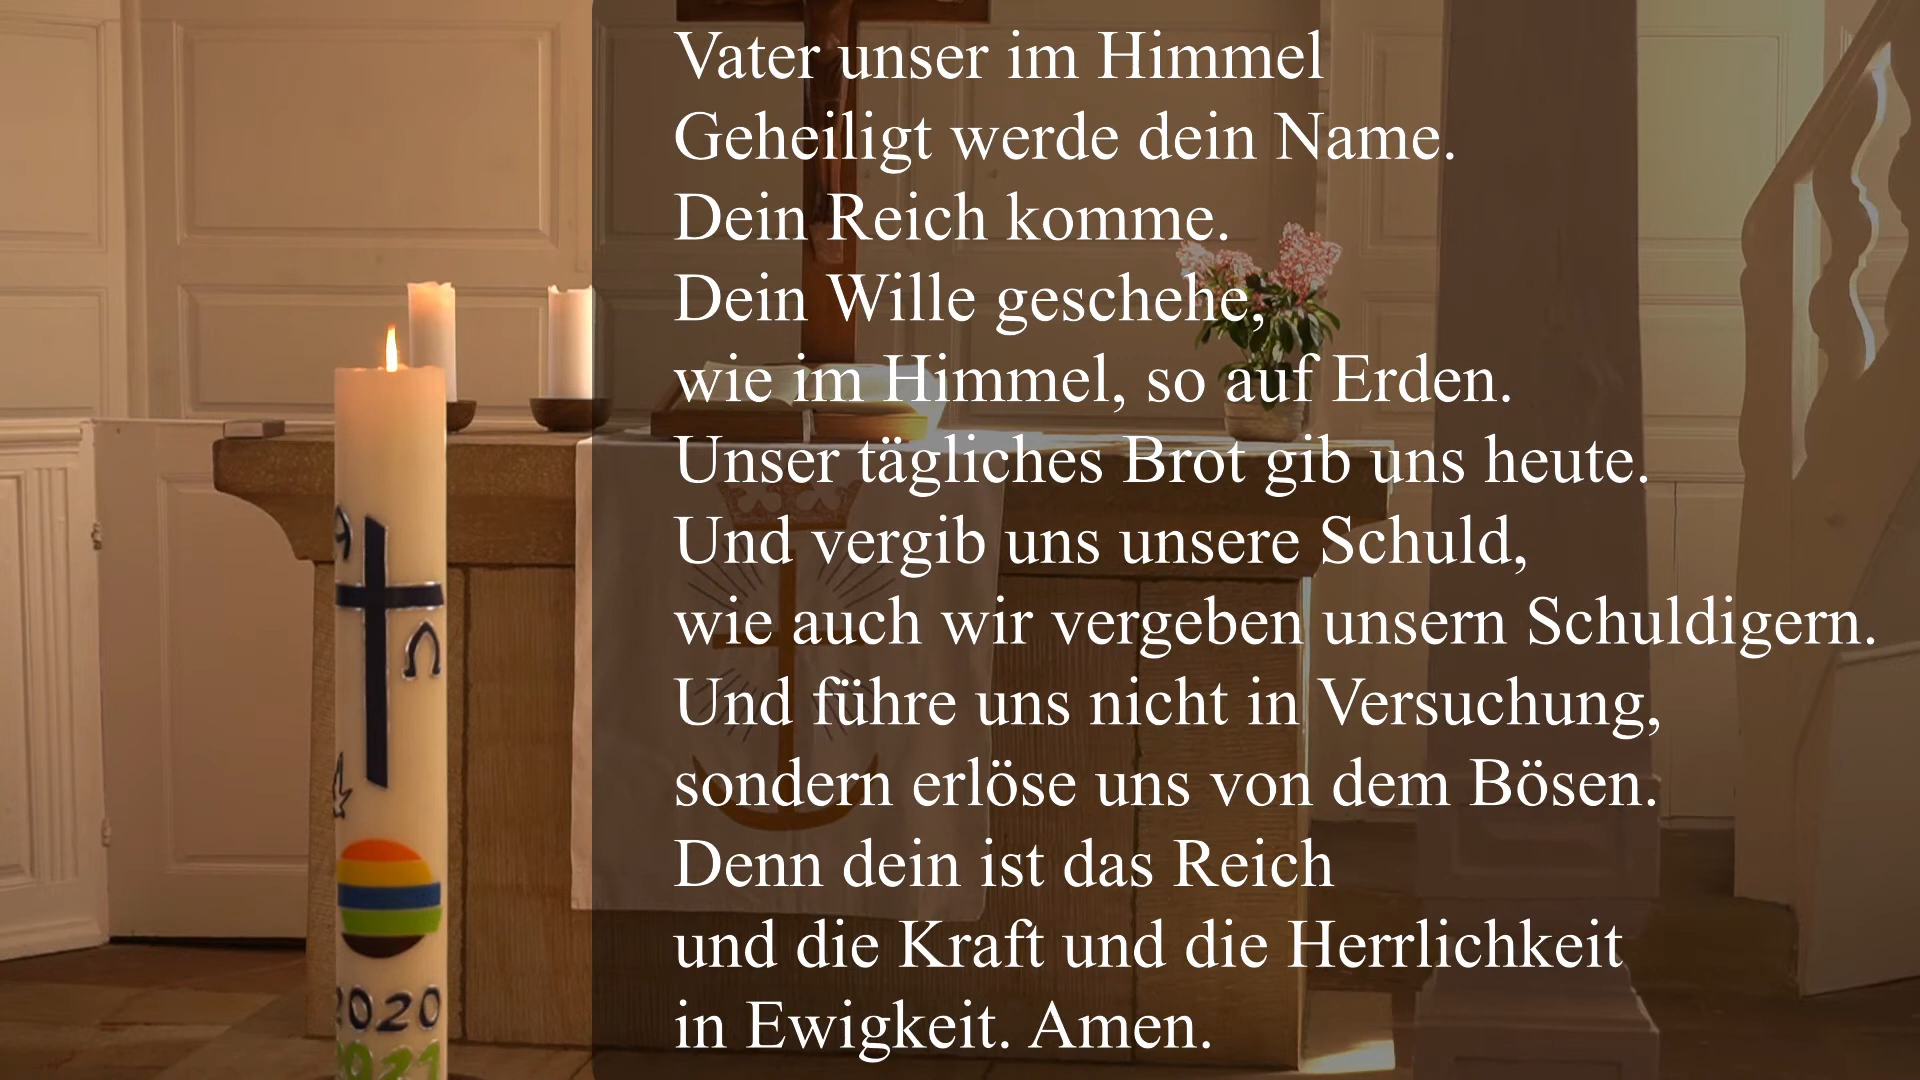 Vater unser im Himmel
Geheiligt werde dein Name.
Dein Reich komme.
Dein Wille geschehe,
wie im Himmel, so auf Erden.
Unser tägliches Brot gib uns heute.
Und vergib uns unsere Schuld,
wie auch wir vergeben unsern Schuldigern.
Und führe uns nicht in Versuchung,
sondern erlöse uns von dem Bösen.
Denn dein ist das Reich
und die Kraft und die Herrlichkeit
in Ewigkeit. Amen.
Α
Ω
2020
2021